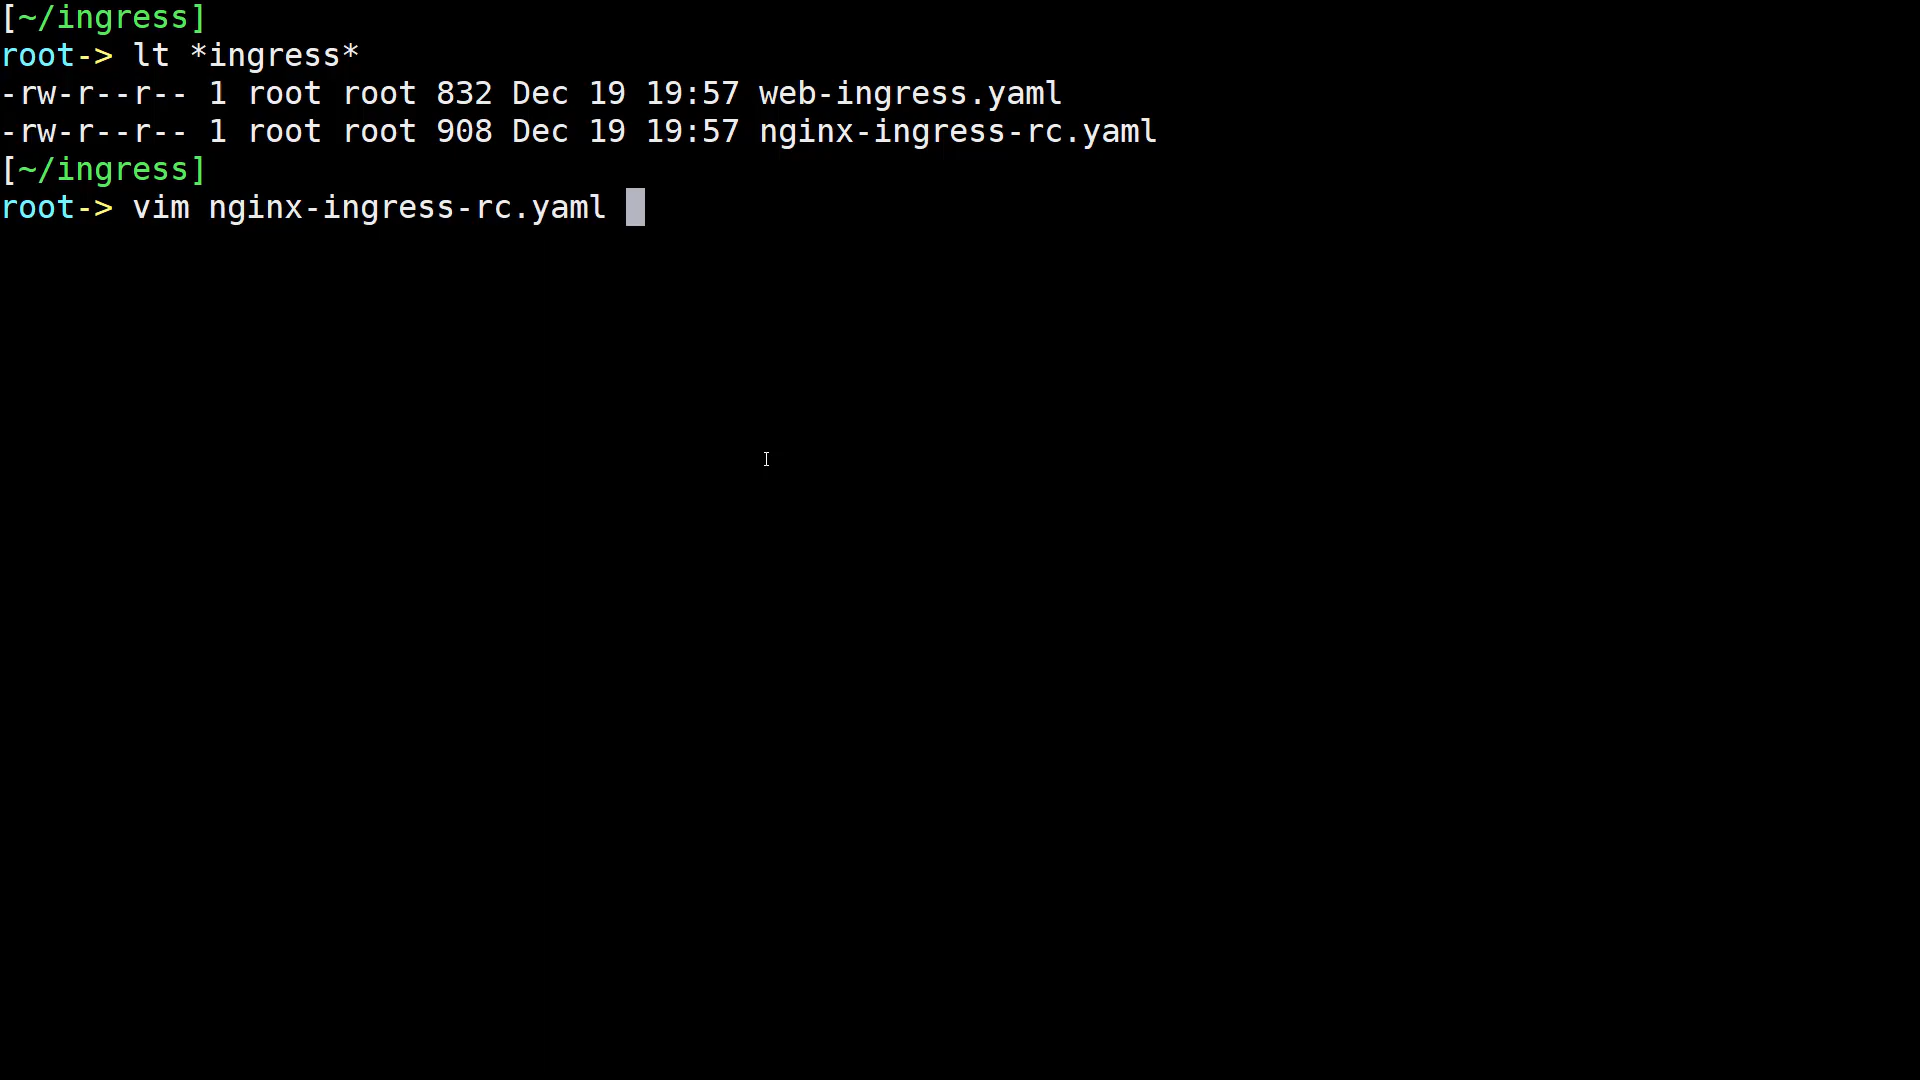 [~/ingress]
root-> lt *ingress*
-rw-r--r-- 1 root root 832 Dec 19 19:57 web-ingress.yaml
-rw-r--r-- 1 root root 908 Dec 19 19:57 nginx-ingress-rc.yaml
[~/ingress]
root-> vim nginx-ingress-rc.yaml